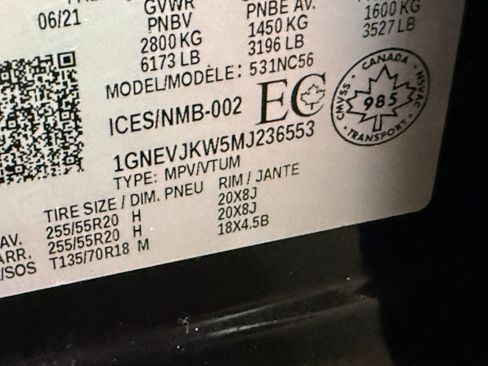 06/21 GVWR PNBE AV. 1600 KG
PNBV 1450 KG 3527 LB
2800 KG 3196 LB
6173 LB
MODEL/MODÈLE: 531NC56
ICES/NMB-002 EC
CANADA
CMVSS NSVAC
985
TRANSPORT
1GNEVJKW5MJ236553
TYPE: MPV/VTUM
TIRE SIZE / DIM. PNEU RIM / JANTE
AV. 255/55R20 H 20X8J
ARR. 255/55R20 H 20X8J
/SOS T135/70R18 M 18X4.5B